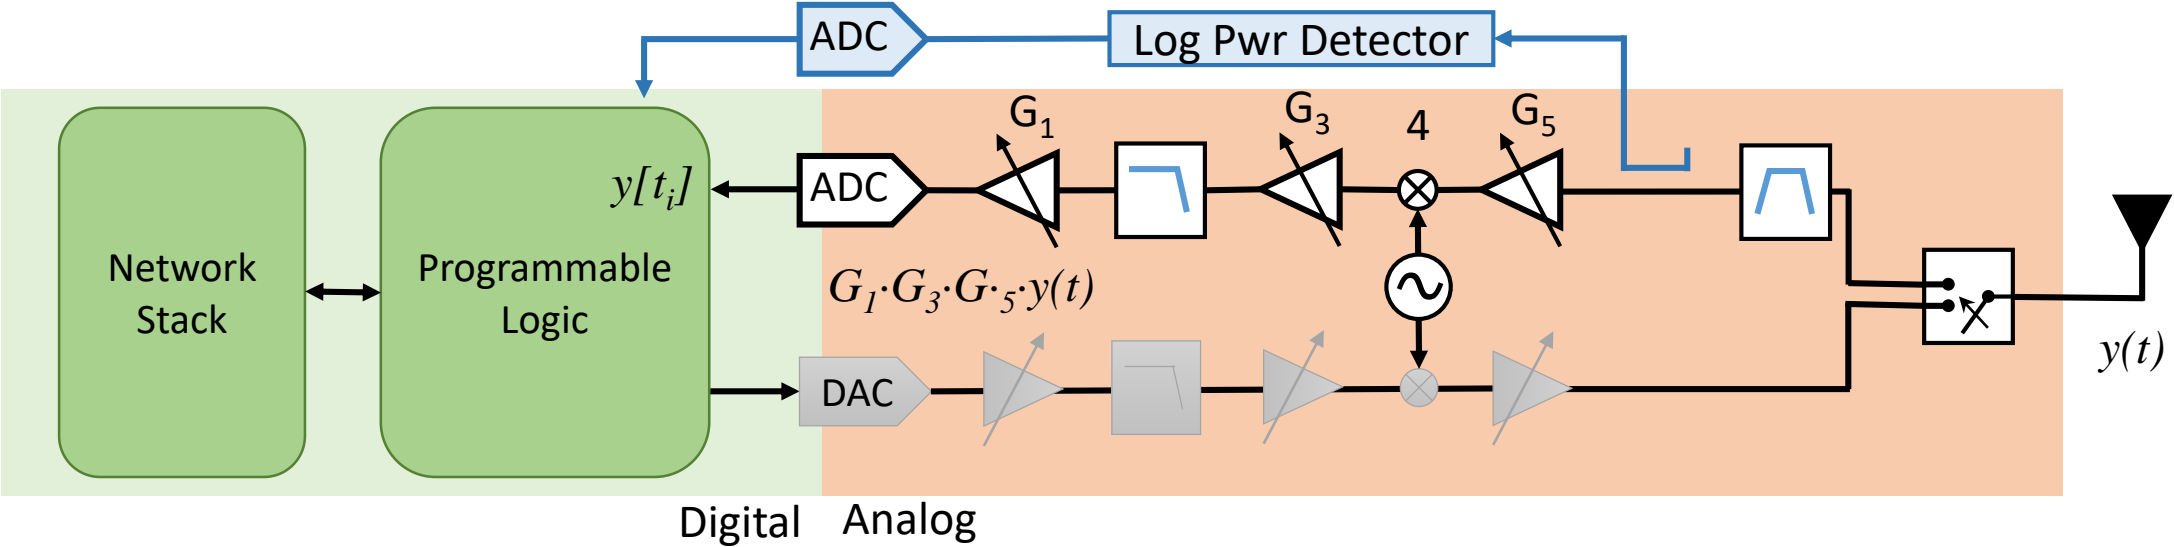 ADC
Log Pwr Detector
G₁
G₃
4
G₅
y[tᵢ]
ADC
Network
Stack
Programmable
Logic
G₁·G₃·G·₅·y(t)
DAC
y(t)
Digital
Analog